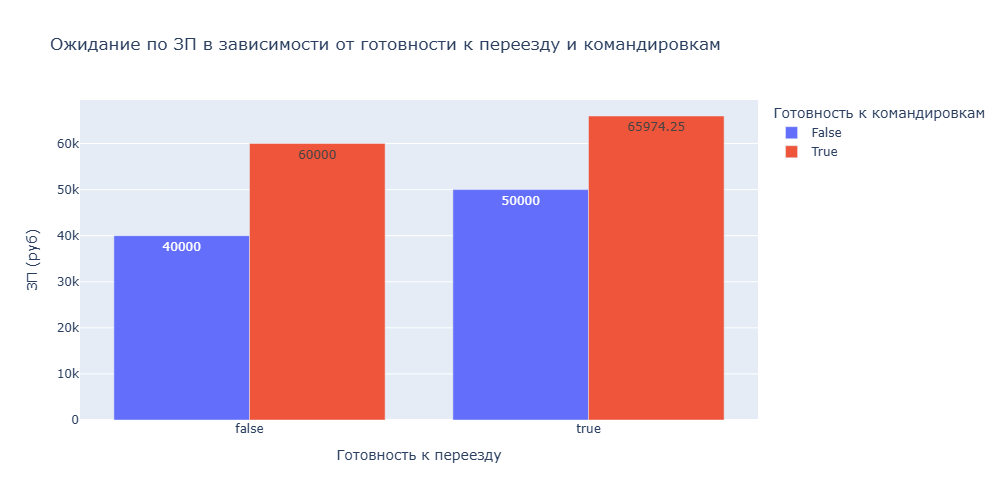 Ожидание по ЗП в зависимости от готовности к переезду и командировкам
Готовность к командировкам
False
True
ЗП (руб)
60k
50k
40k
30k
20k
10k
0
40000
60000
50000
65974.25
false
true
Готовность к переезду